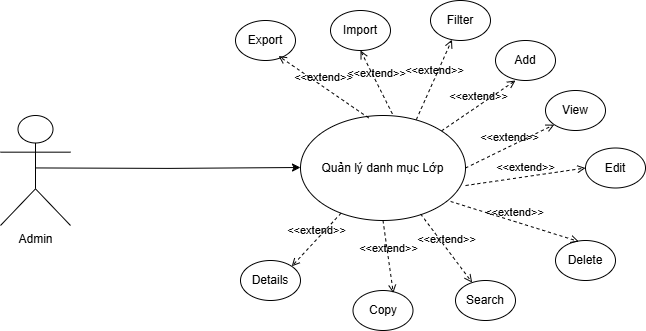 Filter
Import
Export
<<extend>>
<<extend>>
<<extend>>
Add
<<extend>>
View
<<extend>>
Quản lý danh mục Lớp
<<extend>>
Edit
Admin
<<extend>>
<<extend>>
<<extend>>
<<extend>>
Delete
Details
Copy
Search